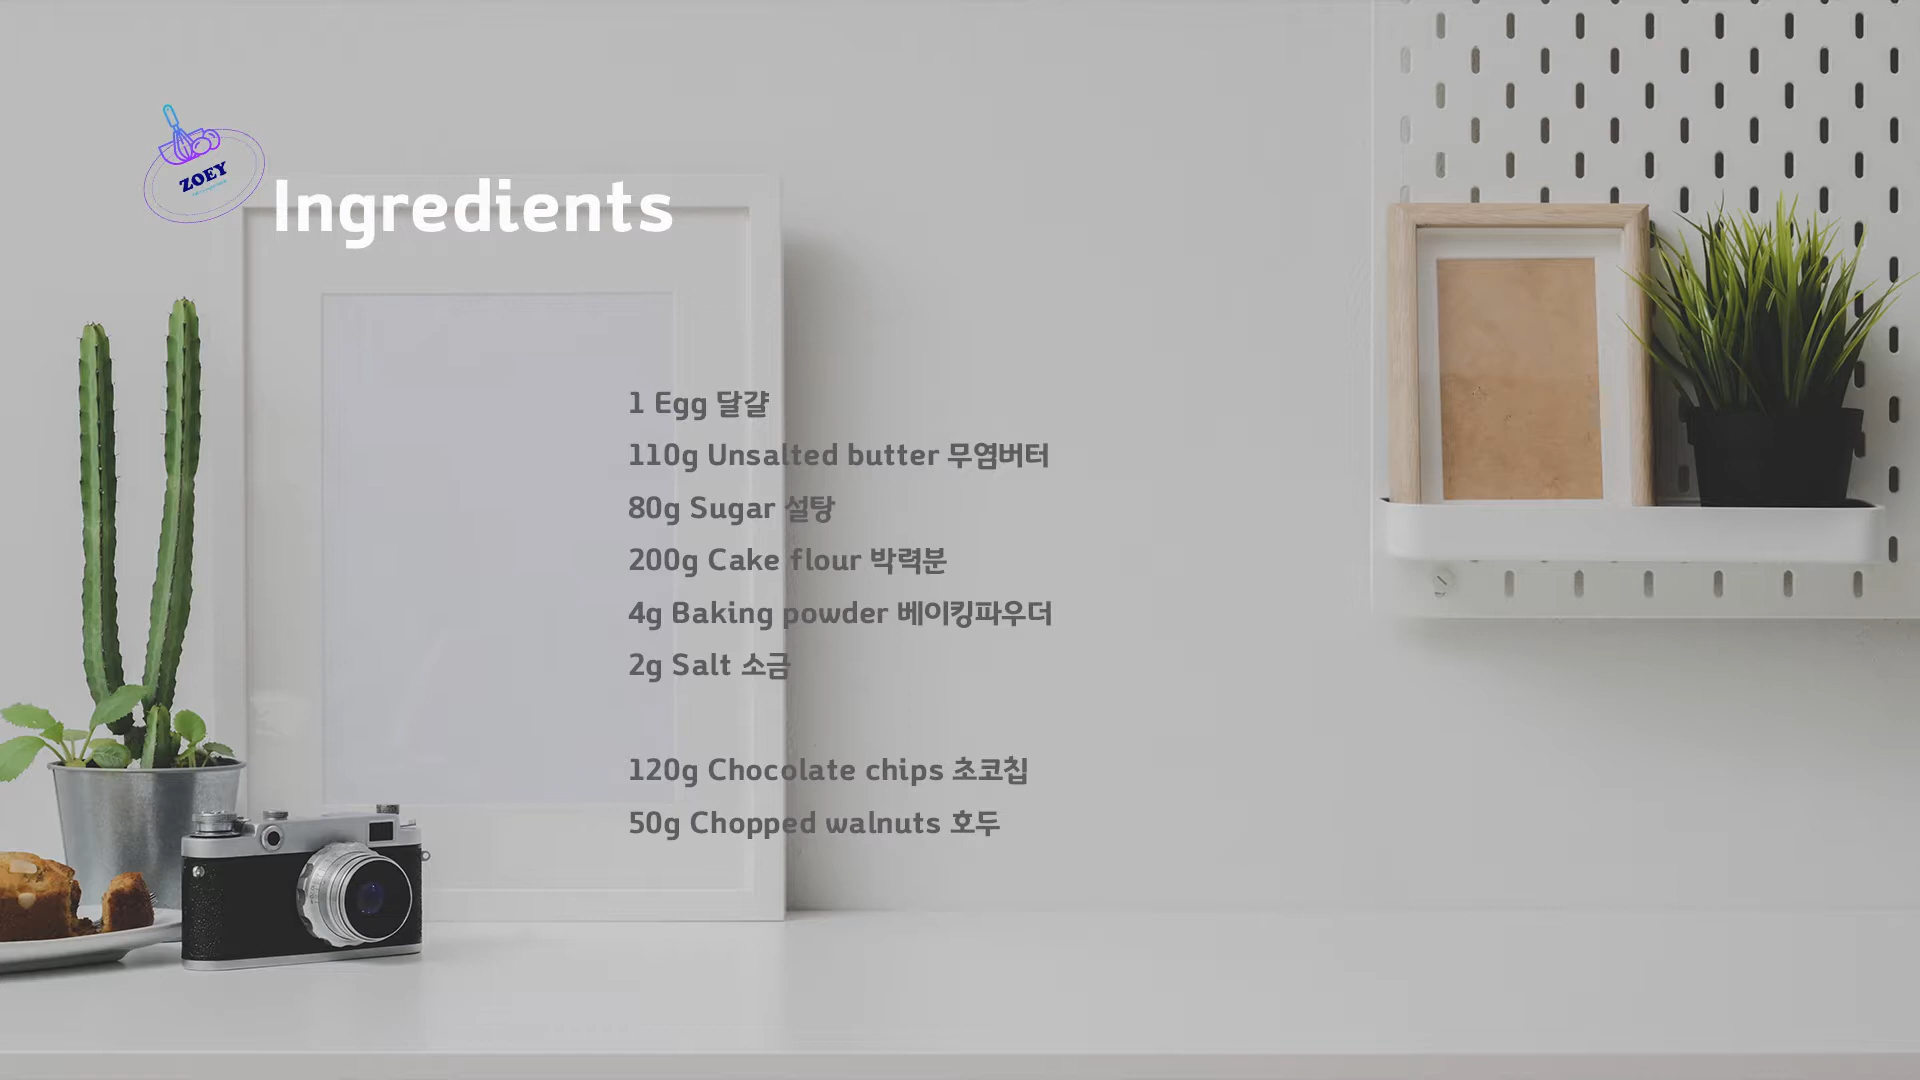 ZOEY
Ingredients
1 Egg 달걀
110g Unsalted butter 무염버터
80g Sugar 설탕
200g Cake flour 박력분
4g Baking powder 베이킹파우더
2g Salt 소금
120g Chocolate chips 초코칩
50g Chopped walnuts 호두